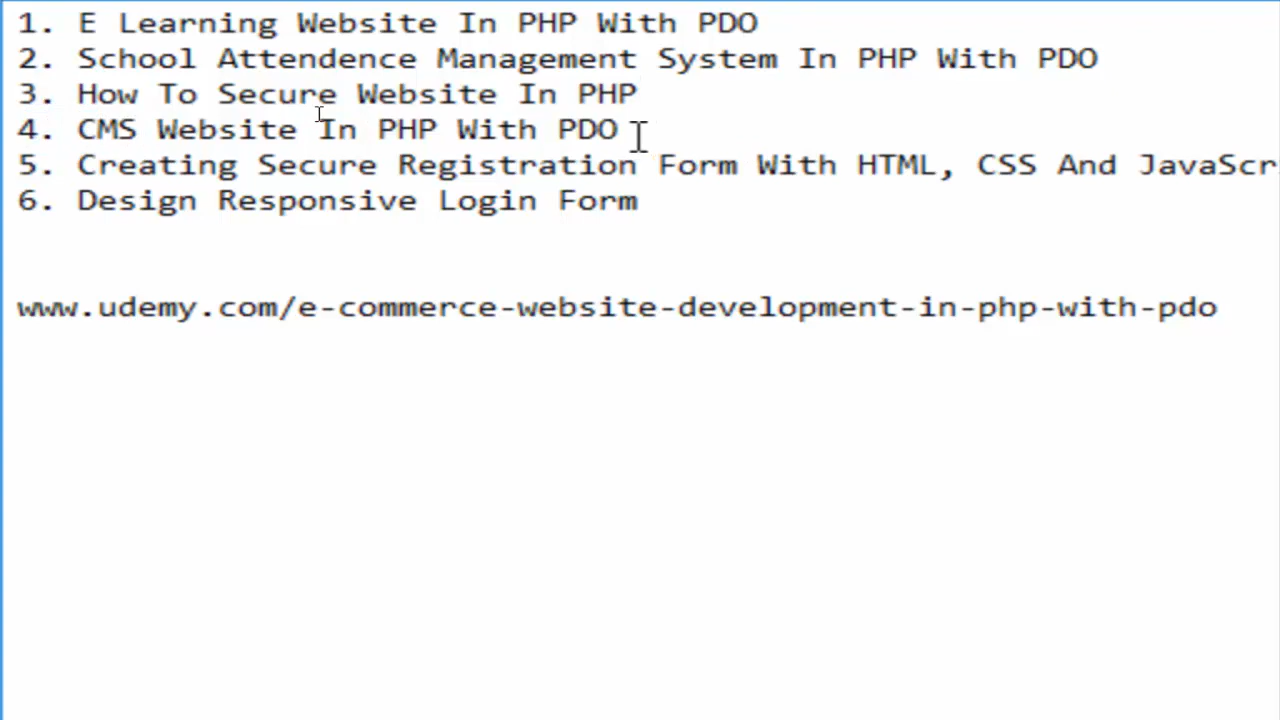 1. E Learning Website In PHP With PDO
2. School Attendence Management System In PHP With PDO
3. How To Secure Website In PHP
4. CMS Website In PHP With PDO
5. Creating Secure Registration Form With HTML, CSS And JavaScr
6. Design Responsive Login Form
www.udemy.com/e-commerce-website-development-in-php-with-pdo